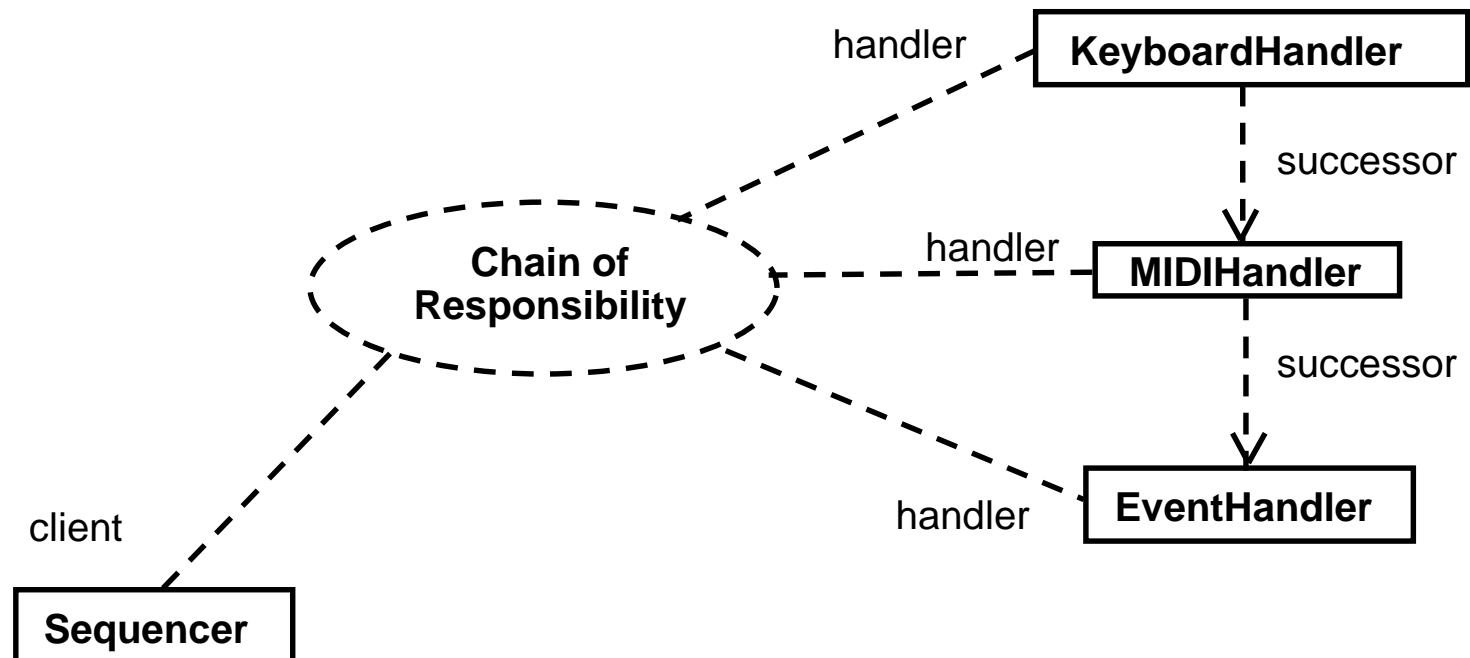 handler
KeyboardHandler
successor
handler
Chain of
Responsibility
MIDIHandler
successor
handler
EventHandler
client
Sequencer